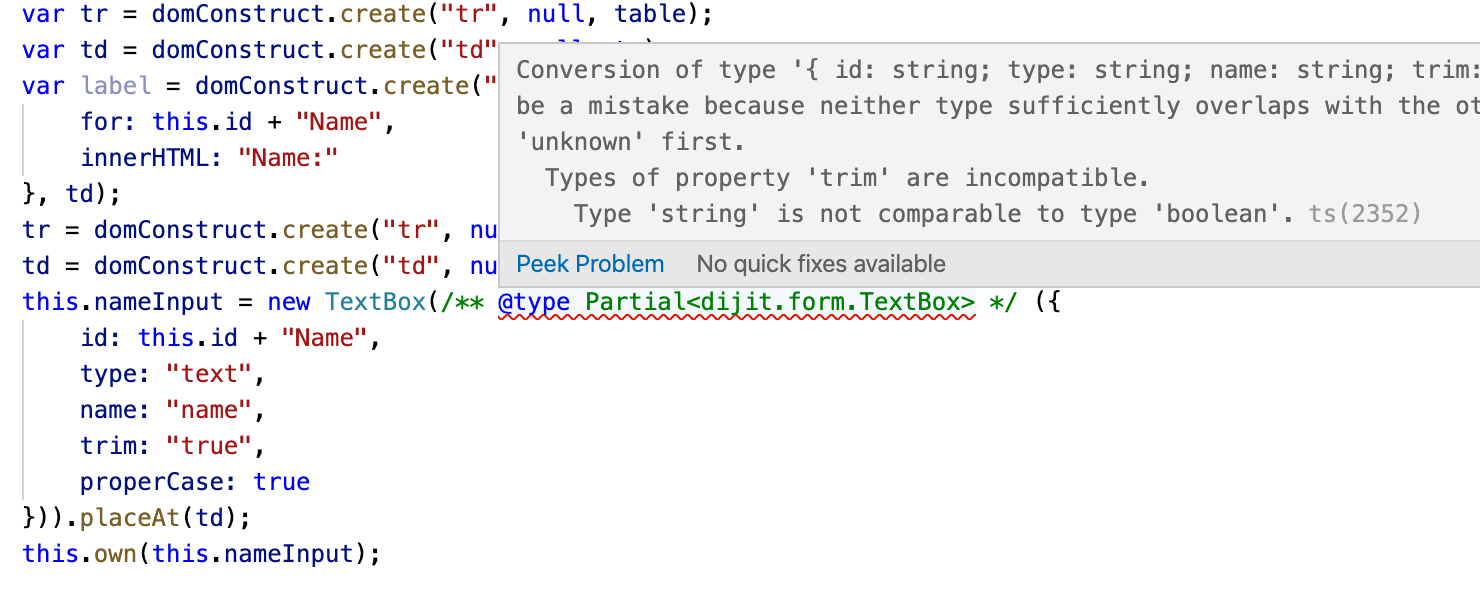 var tr = domConstruct.create("tr", null, table);
var td = domConstruct.create("td"
var label = domConstruct.create("
for: this.id + "Name",
innerHTML: "Name:"
}, td);
tr = domConstruct.create("tr", nu
td = domConstruct.create("td", nu
Conversion of type '{ id: string; type: string; name: string; trim:
be a mistake because neither type sufficiently overlaps with the ot
'unknown' first.
Types of property 'trim' are incompatible.
Type 'string' is not comparable to type 'boolean'. ts(2352)
Peek Problem No quick fixes available
this.nameInput = new TextBox(/** @type Partial<dijit.form.TextBox> */ ({
id: this.id + "Name",
type: "text",
name: "name",
trim: "true",
properCase: true
})).placeAt(td);
this.own(this.nameInput);